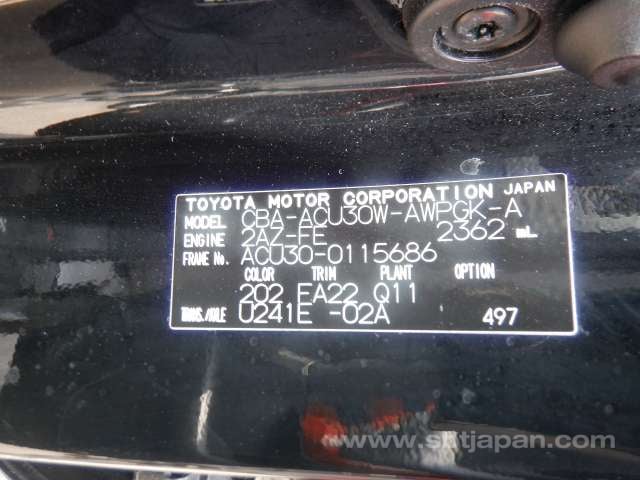 TOYOTA MOTOR CORPORATION JAPAN
MODEL CBA-ACU30W-AWPGK-A
ENGINE 2AZ-FE 2362 mL
FRAME No. ACU30-0115686
COLOR TRIM PLANT OPTION
202 FA22 Q11
TRANS./AXLE U241E -02A 497
www.sbtjapan.com